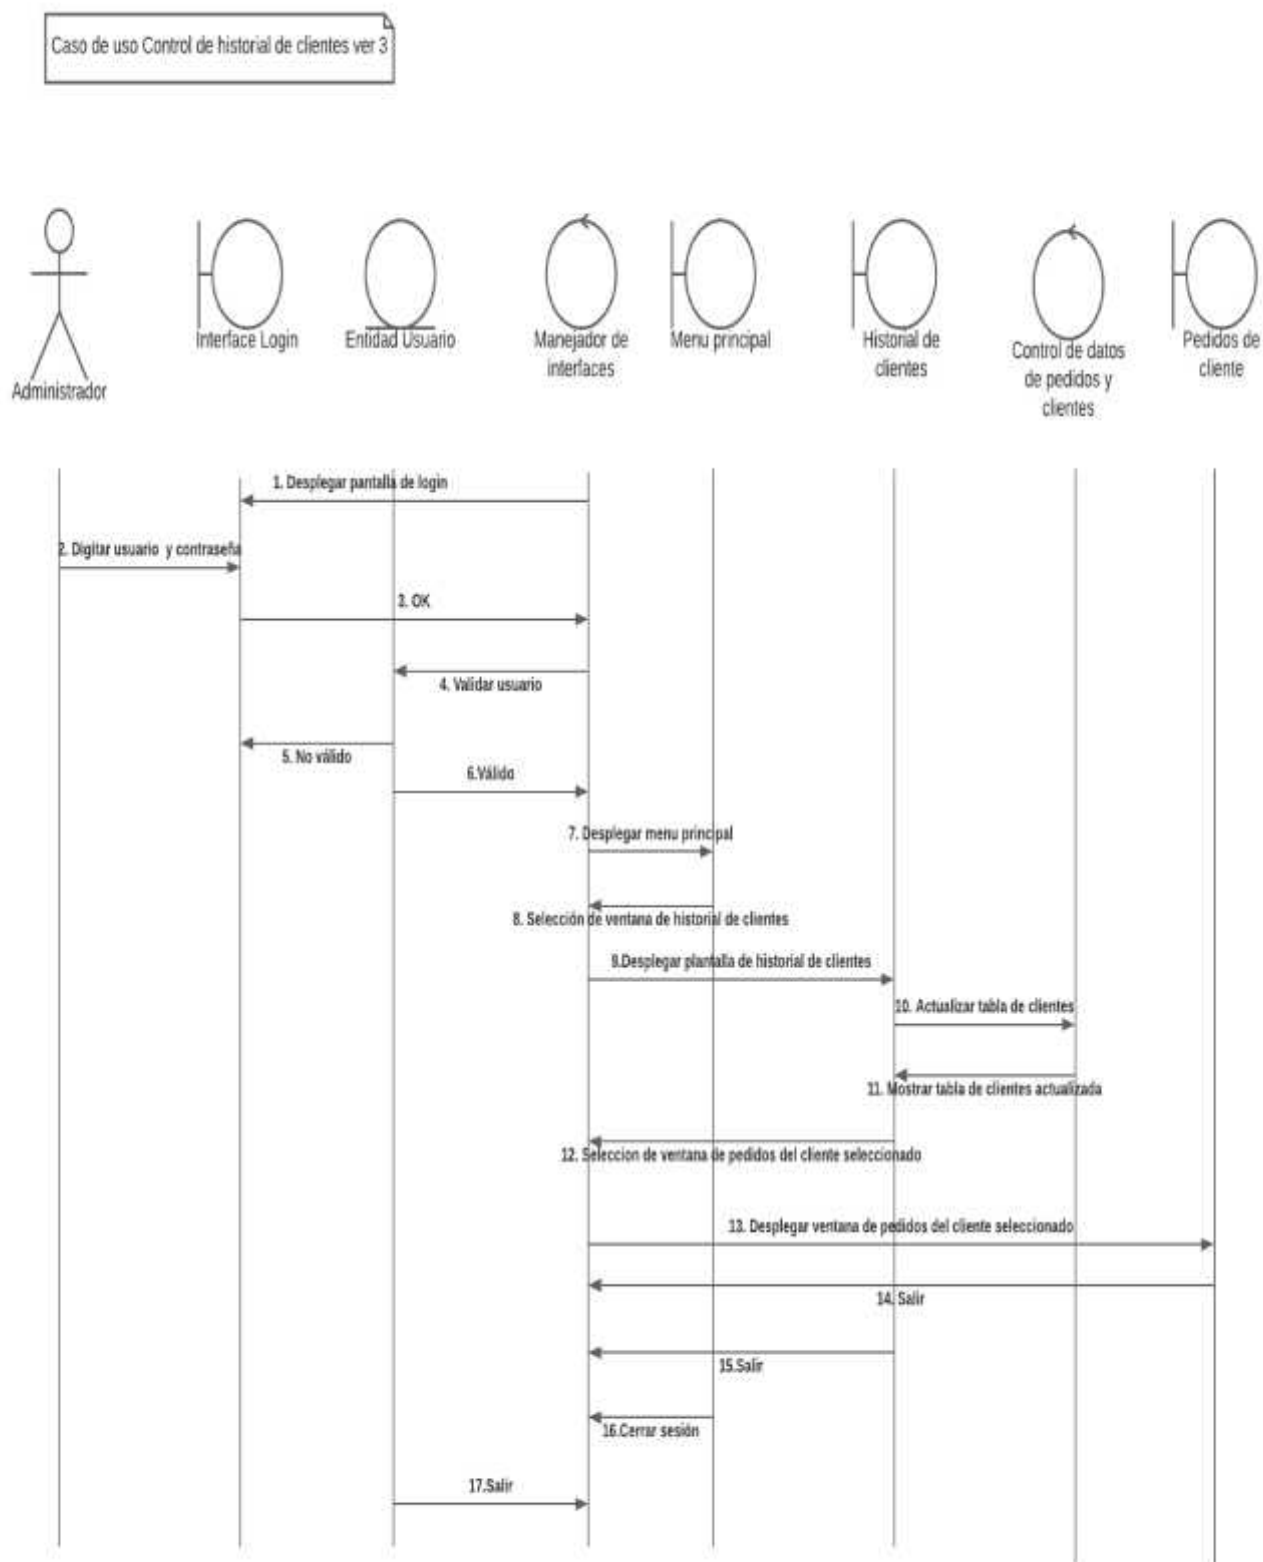 Caso de uso Control de historial de clientes ver 3
Administrador
Interface Login
Entidad Usuario
Manejador de
interfaces
Menu principal
Historial de
clientes
Control de datos
de pedidos y
clientes
Pedidos de
cliente
1. Desplegar pantalla de login
2. Digitar usuario y contraseña
3. OK
4. Validar usuario
5. No válido
6.Válido
7. Desplegar menu principal
8. Selección de ventana de historial de clientes
9.Desplegar plantalla de historial de clientes
10. Actualizar tabla de clientes
11. Mostrar tabla de clientes actualizada
12. Seleccion de ventana de pedidos del cliente seleccionado
13. Desplegar ventana de pedidos del cliente seleccionado
14. Salir
15.Salir
16.Cerrar sesión
17.Salir